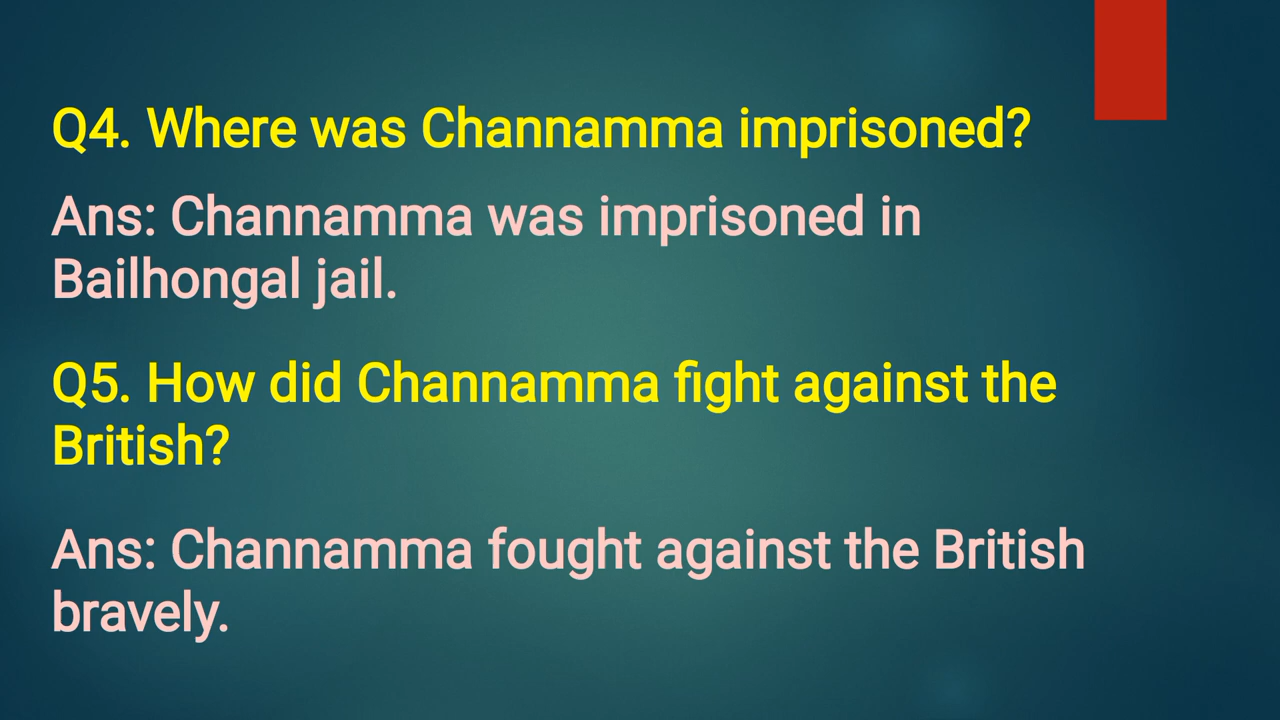 Q4. Where was Channamma imprisoned?
Ans: Channamma was imprisoned in
Bailhongal jail.
Q5. How did Channamma fight against the
British?
Ans: Channamma fought against the British
bravely.